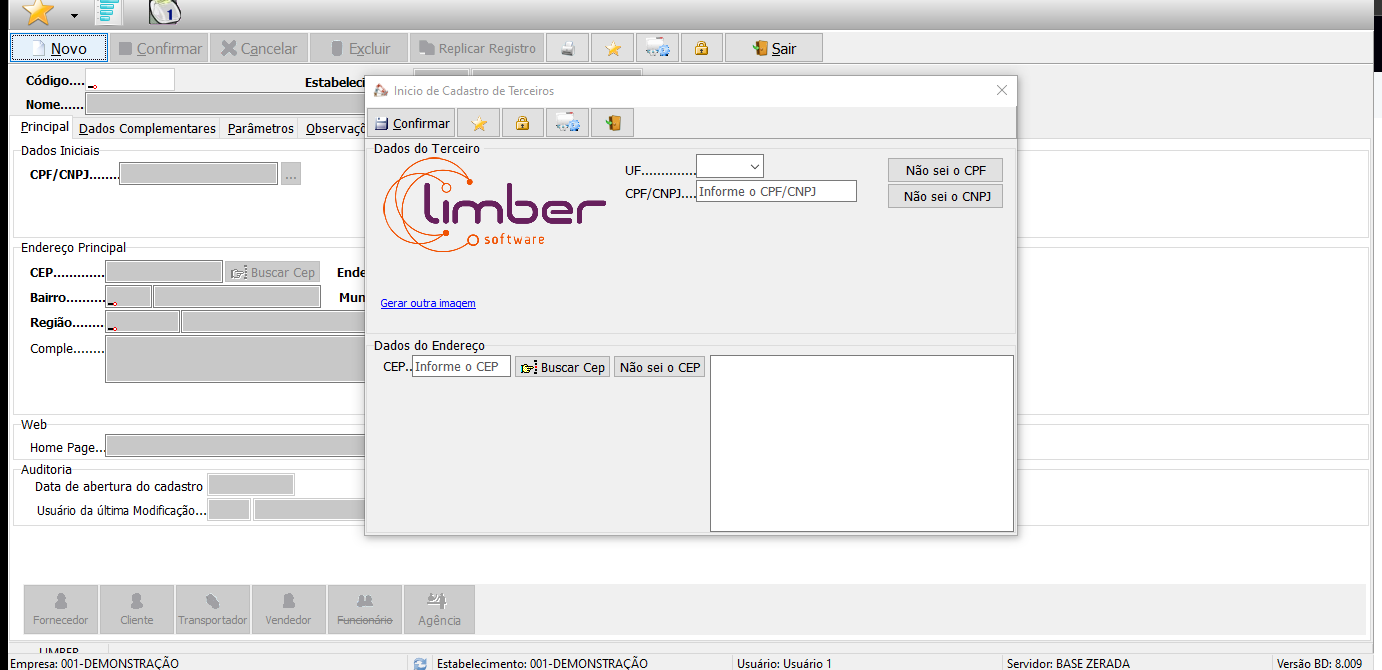 1
Novo Confirmar Cancelar Excluir Replicar Registro Sair
Código.... Estabeleci
Nome......
Principal Dados Complementares Parâmetros Observaç
Dados Iniciais
CPF/CNPJ....... ...
Endereço Principal
CEP............ Buscar Cep Ende
Bairro......... Mun
Região........
Comple........
Web
Home Page...
Auditoria
Data de abertura do cadastro
Usuário da última Modificação...
Fornecedor Cliente Transportador Vendedor Funcionário Agência
Inicio de Cadastro de Terceiros
Confirmar
Dados do Terceiro
limber
software
UF............. Não sei o CPF
CPF/CNPJ.... Informe o CPF/CNPJ Não sei o CNPJ
Gerar outra imagem
Dados do Endereço
CEP.. Informe o CEP Buscar Cep Não sei o CEP
LIMBER
Empresa: 001-DEMONSTRAÇÃO Estabelecimento: 001-DEMONSTRAÇÃO Usuário: Usuário 1 Servidor: BASE ZERADA Versão BD: 8.009